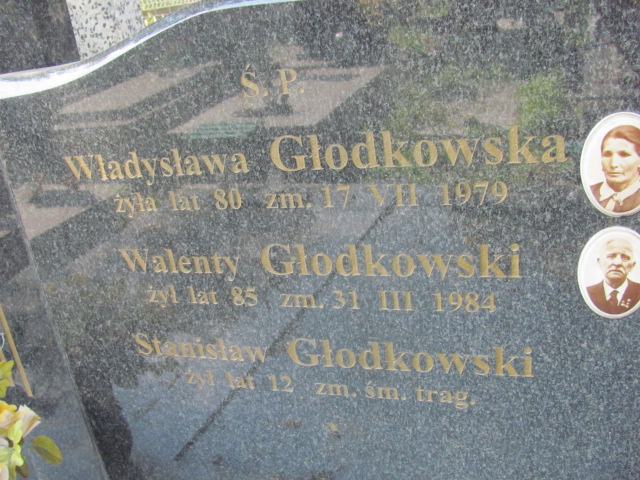 Ś. P.
Władysława Głodkowska
żyła lat 80 zm. 17 VII 1979
Walenty Głodkowski
żył lat 85 zm. 31 III 1984
Stanisław Głodkowski
żył lat 12 zm. śm. trag.